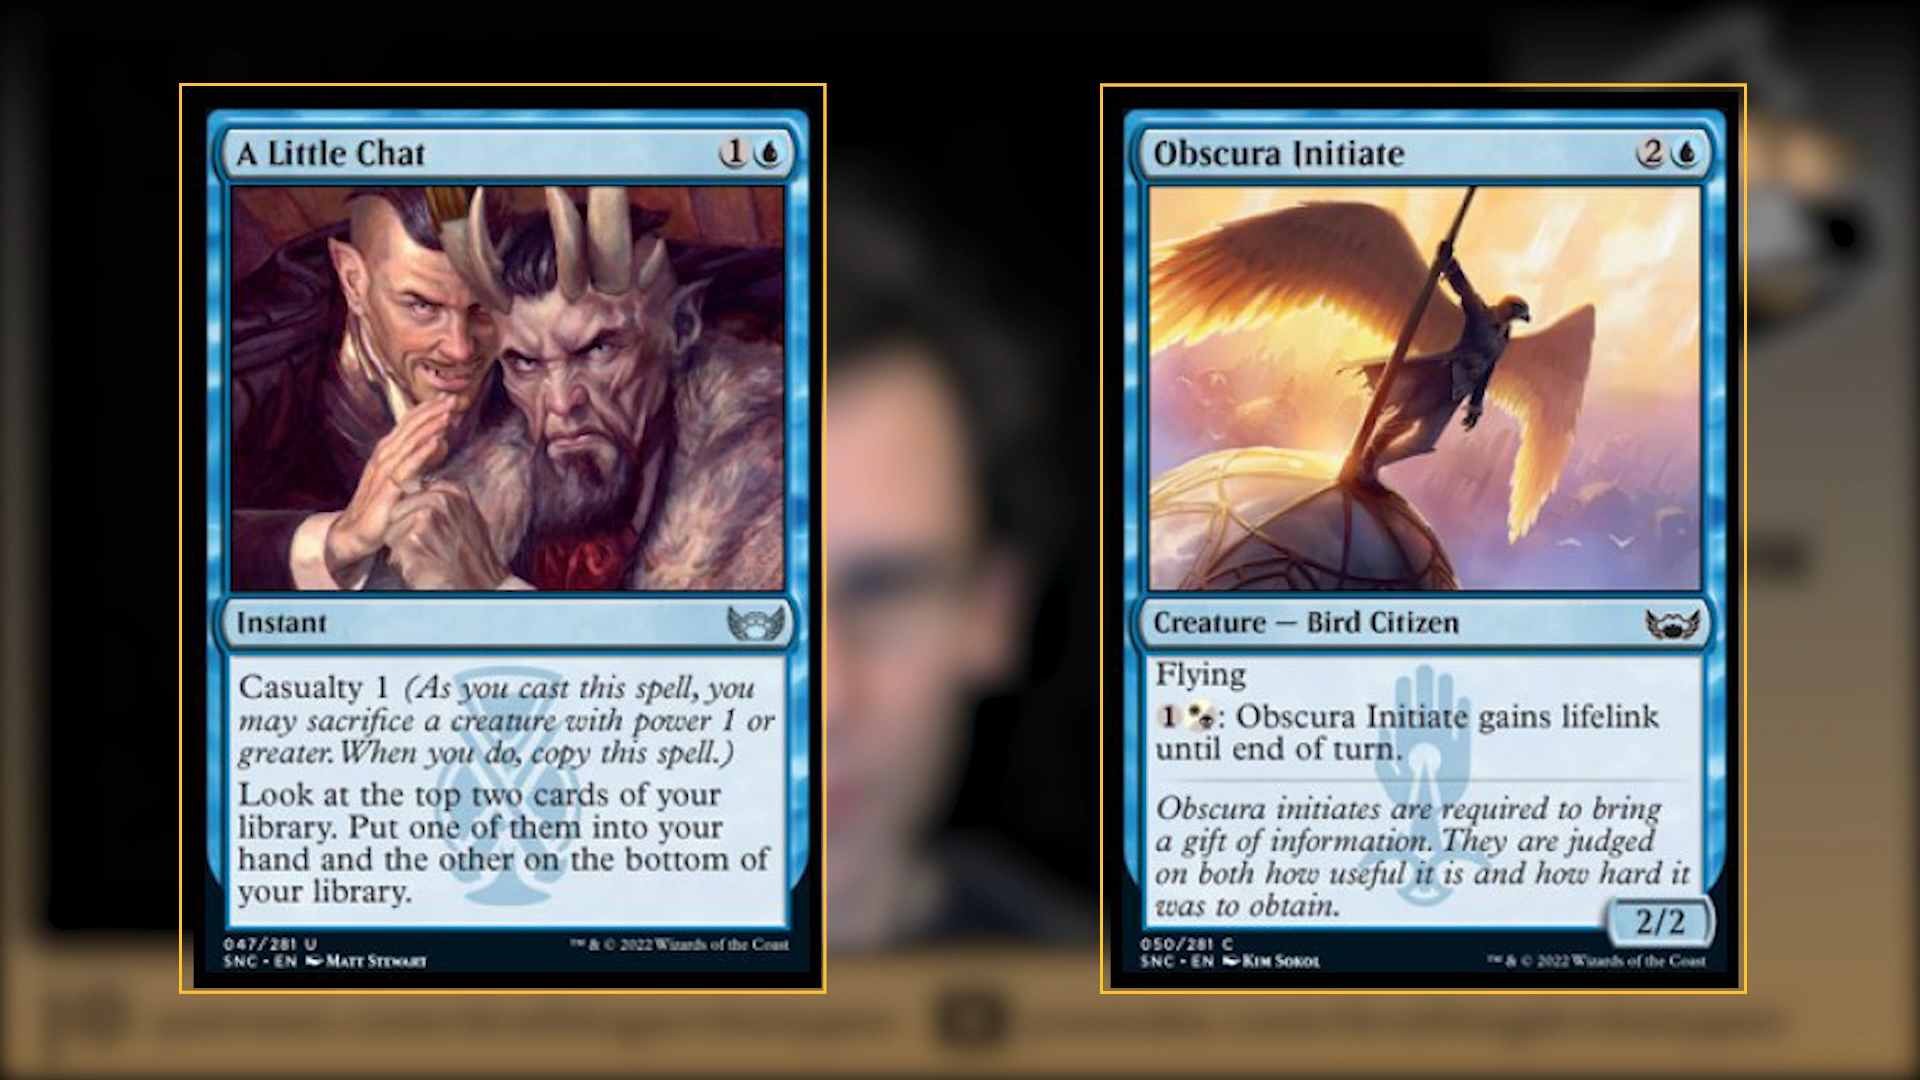 A Little Chat 1
Instant
Casualty 1 (As you cast this spell, you
may sacrifice a creature with power 1 or
greater. When you do, copy this spell.)
Look at the top two cards of your
library. Put one of them into your
hand and the other on the bottom of
your library.
047/281 U
SNC • EN Matt Stewart
™ & © 2022 Wizards of the Coast
Obscura Initiate 2
Creature — Bird Citizen
Flying
1 : Obscura Initiate gains lifelink
until end of turn.
Obscura initiates are required to bring
a gift of information. They are judged
on both how useful it is and how hard it
was to obtain.
2/2
050/281 C
SNC • EN Kim Sokol
™ & © 2022 Wizards of the Coast